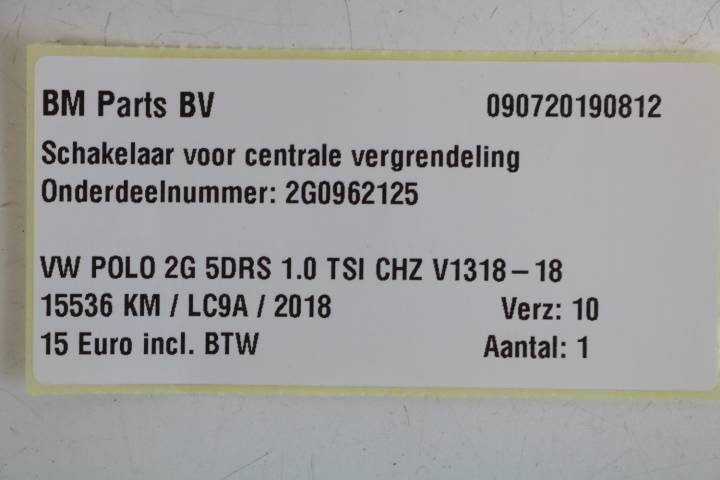 BM Parts BV 090720190812
Schakelaar voor centrale vergrendeling
Onderdeelnummer: 2G0962125
VW POLO 2G 5DRS 1.0 TSI CHZ V1318 – 18
15536 KM / LC9A / 2018 Verz: 10
15 Euro incl. BTW Aantal: 1